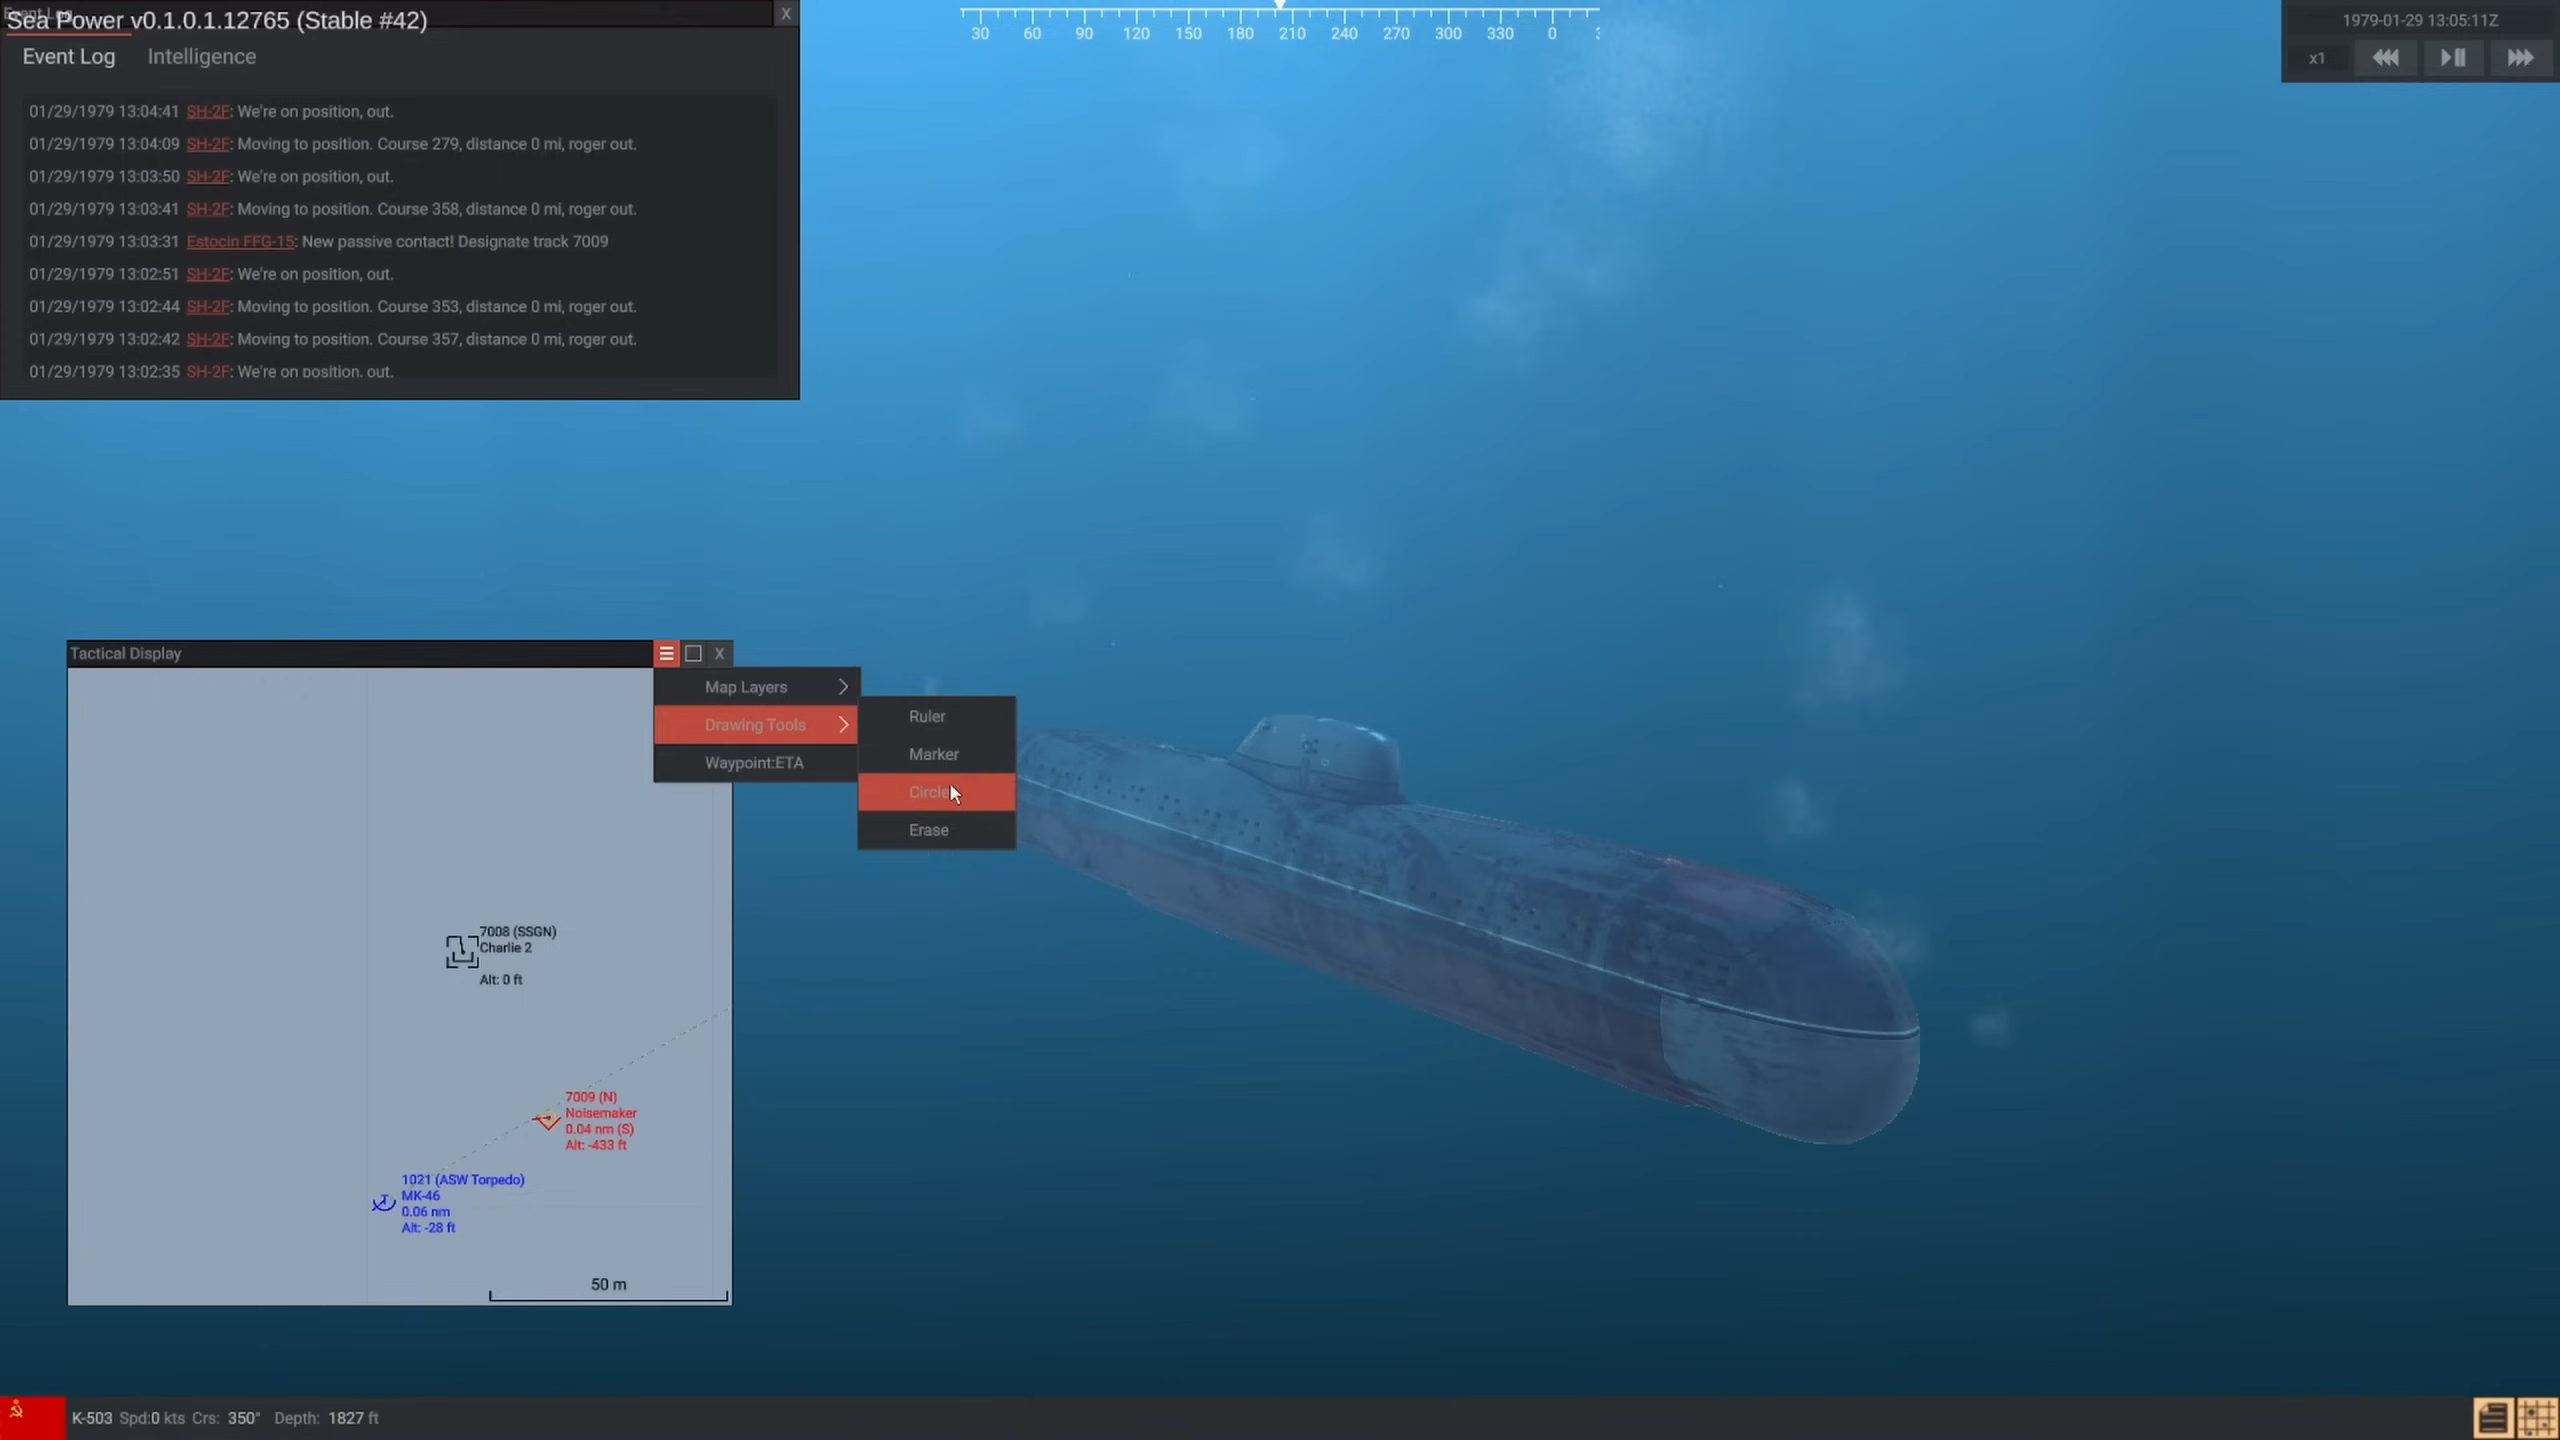 Sea Power v0.1.0.1.12765 (Stable #42)
X
Event Log
Intelligence
01/29/1979 13:04:41 SH-2F: We're on position, out.
01/29/1979 13:04:09 SH-2F: Moving to position. Course 279, distance 0 mi, roger out.
01/29/1979 13:03:50 SH-2F: We're on position, out.
01/29/1979 13:03:41 SH-2F: Moving to position. Course 358, distance 0 mi, roger out.
01/29/1979 13:03:31 Estocin FFG-15: New passive contact! Designate track 7009
01/29/1979 13:02:51 SH-2F: We're on position, out.
01/29/1979 13:02:44 SH-2F: Moving to position. Course 353, distance 0 mi, roger out.
01/29/1979 13:02:42 SH-2F: Moving to position. Course 357, distance 0 mi, roger out.
01/29/1979 13:02:35 SH-2F: We're on position, out.
30 60 90 120 150 180 210 240 270 300 330 0
1979-01-29 13:05:11Z
x1
Tactical Display
X
Map Layers
Drawing Tools
Waypoint:ETA
Ruler
Marker
Circle
Erase
7008 (SSGN)
Charlie 2
Alt: 0 ft
7009 (N)
Noisemaker
0.04 nm (S)
Alt: -433 ft
1021 (ASW Torpedo)
MK-46
0.06 nm
Alt: -28 ft
50 m
K-503 Spd:0 kts Crs: 350° Depth: 1827 ft